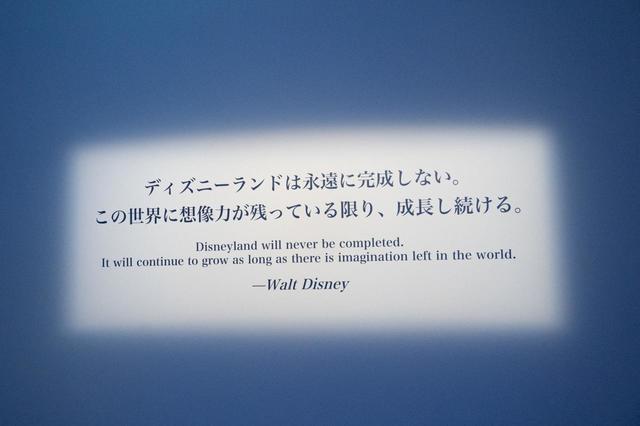 ディズニーランドは永遠に完成しない。
この世界に想像力が残っている限り、成長し続ける。
Disneyland will never be completed.
It will continue to grow as long as there is imagination left in the world.
—Walt Disney